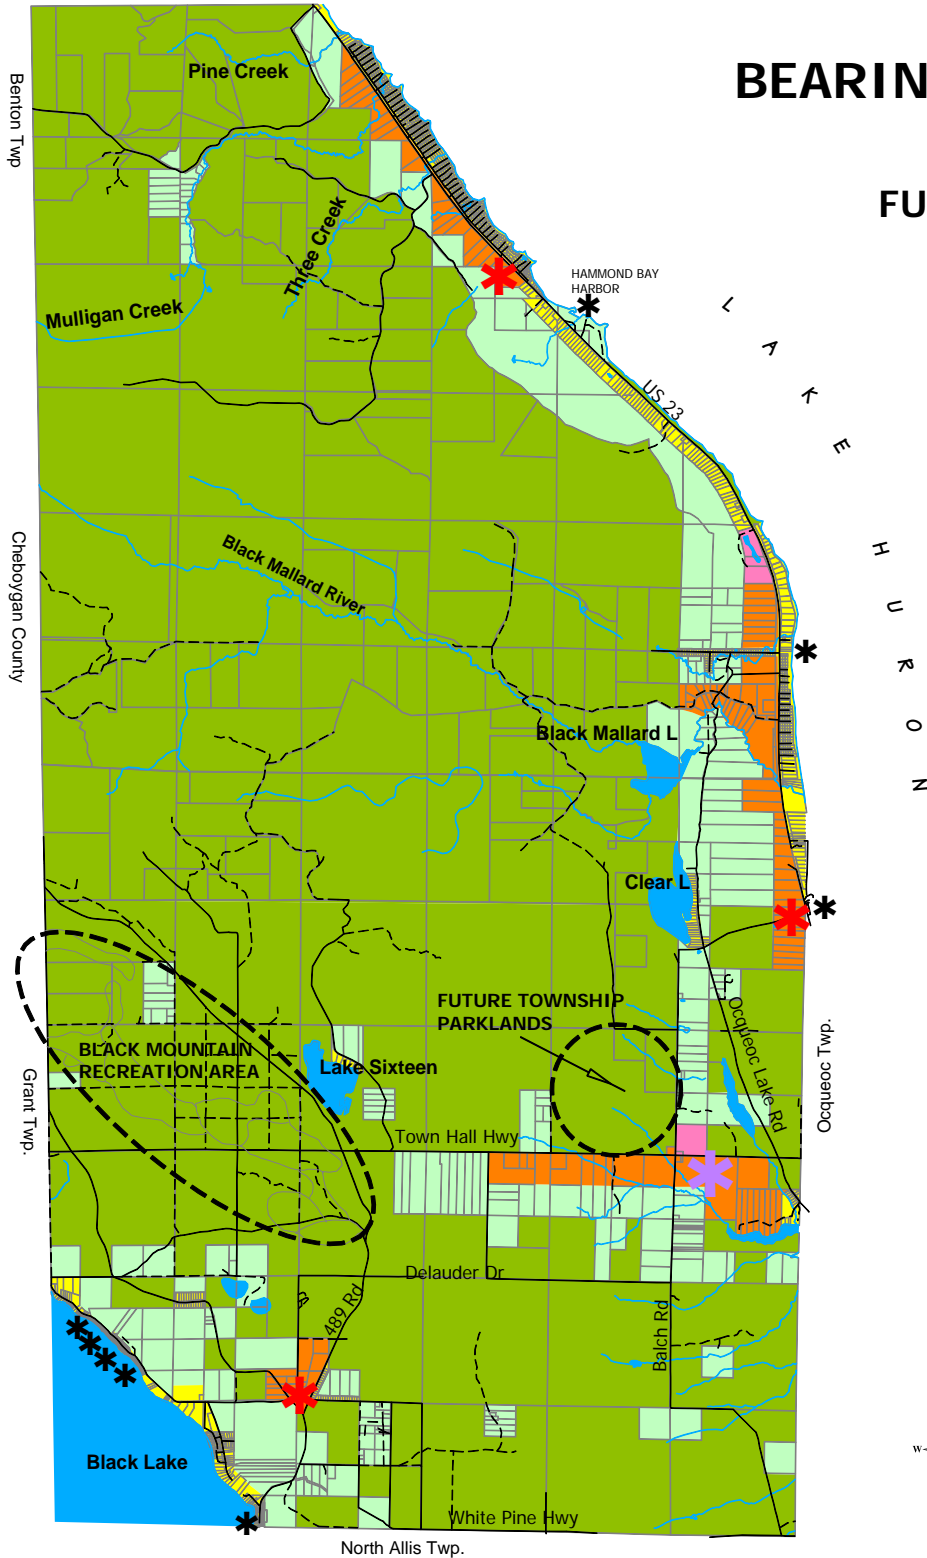 BEARIN
FU
Pine Creek
Benton Twp
Three Creek
Mulligan Creek
HAMMOND BAY
HARBOR
LAKE HURON
US 23
Cheboygan County
Black Mallard River
Black Mallard L
Clear L
FUTURE TOWNSHIP
PARKLANDS
BLACK MOUNTAIN
RECREATION AREA
Lake Sixteen
Ocqueoc Lake Rd
Ocqueoc Twp.
Grant Twp.
Town Hall Hwy
Delauder Dr
489 Rd
Balch Rd
Black Lake
W
White Pine Hwy
North Allis Twp.